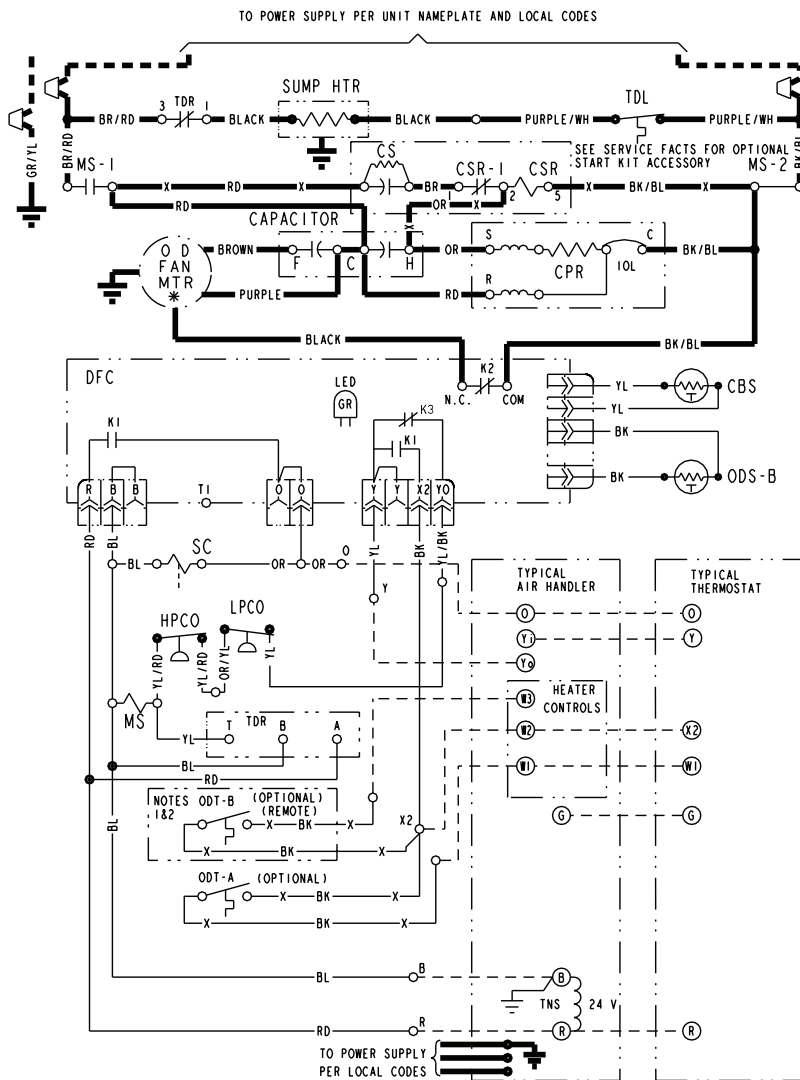 TO POWER SUPPLY PER UNIT NAMEPLATE AND LOCAL CODES
SUMP HTR
TDL
BR/RD
3
TDR
1
BLACK
BLACK
PURPLE/WH
PURPLE/WH
GR/YL
BR/RD
BK/BL
SEE SERVICE FACTS FOR OPTIONAL
START KIT ACCESSORY
MS-1
CS
CSR-1
CSR
MS-2
X
RD
X
BR
1
2
5
X
BK/BL
X
RD
OR
X
X
CAPACITOR
O D
FAN
MTR
*
BROWN
F
C
H
OR
S
CPR
IOL
C
BK/BL
PURPLE
RD
R
BLACK
BK/BL
K2
N.C.
COM
DFC
LED
GR
K3
K1
K1
YL
CBS
YL
BK
BK
ODS-B
R
B
B
T1
O
O
Y
Y
X2
YO
RD
BL
YL
BK
YL/BK
BL
SC
OR
OR
O
Y
TYPICAL
AIR HANDLER
TYPICAL
THERMOSTAT
O
O
Yi
Y
Yo
HPCO
LPCO
YL/RD
YL/RD
OR/YL
YL
MS
W3
HEATER
CONTROLS
W2
X2
W1
W1
G
G
YL
T
TDR
B
A
BL
RD
BL
NOTES
1&2
ODT-B
(OPTIONAL)
(REMOTE)
X
BK
X
X
BK
X
X2
ODT-A
(OPTIONAL)
X
BK
X
X
BK
X
BL
B
B
TNS
24 V
RD
R
R
R
TO POWER SUPPLY
PER LOCAL CODES